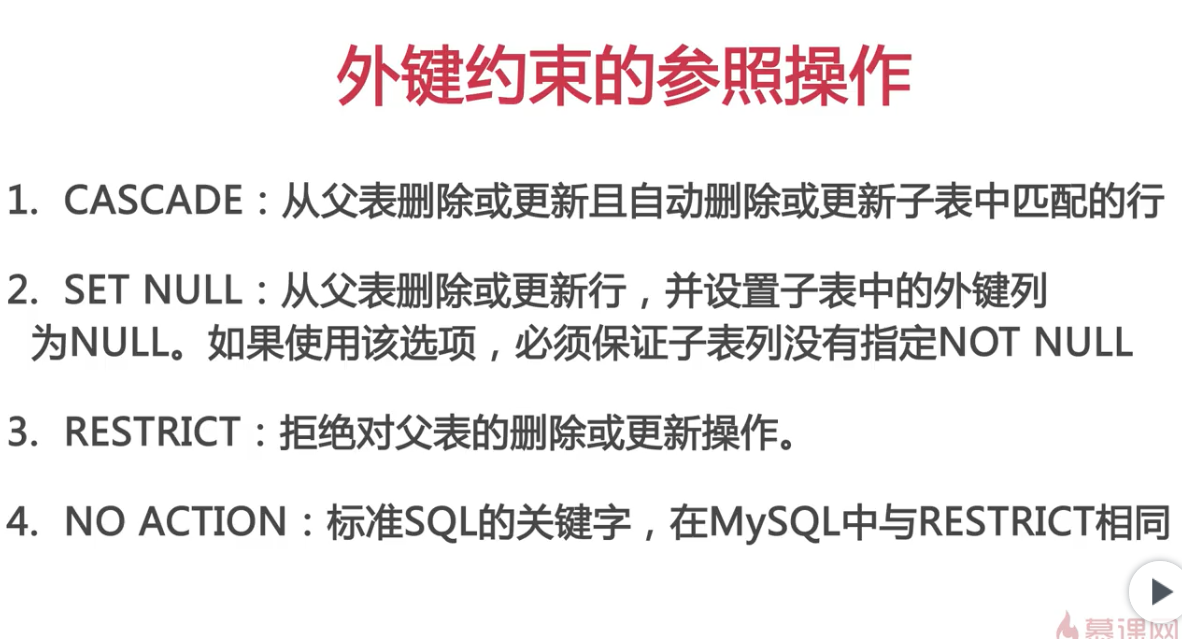 外键约束的参照操作
1. CASCADE：从父表删除或更新且自动删除或更新子表中匹配的行
2. SET NULL：从父表删除或更新行，并设置子表中的外键列
为NULL。如果使用该选项，必须保证子表列没有指定NOT NULL
3. RESTRICT：拒绝对父表的删除或更新操作。
4. NO ACTION：标准SQL的关键字，在MySQL中与RESTRICT相同
慕课网